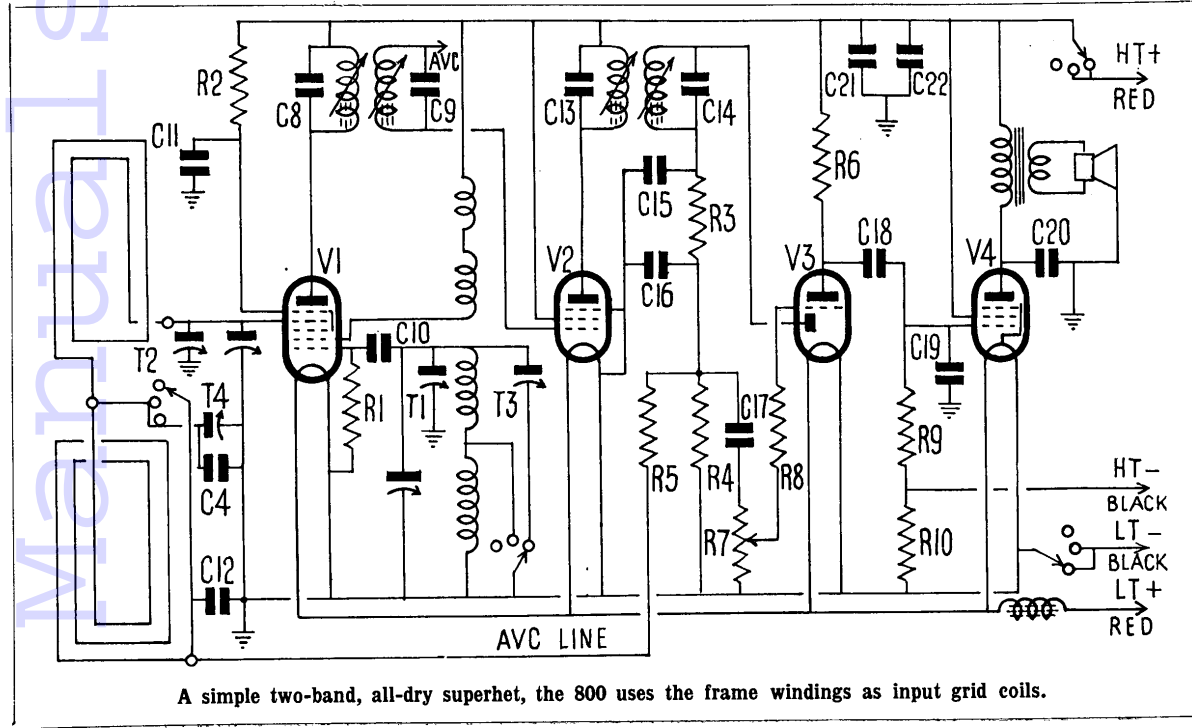 Manuals
HT+
RED
AVC
R2
C8
C9
C13
C14
C21
C22
C11
C15
R3
R6
V1
V2
C16
V3
C18
V4
C20
T2
C10
C19
T4
R1
T1
T3
C17
C4
R5
R4
R8
R9
HT–
BLACK
R7
R10
LT–
BLACK
C12
LT+
RED
AVC LINE
A simple two-band, all-dry superhet, the 800 uses the frame windings as input grid coils.